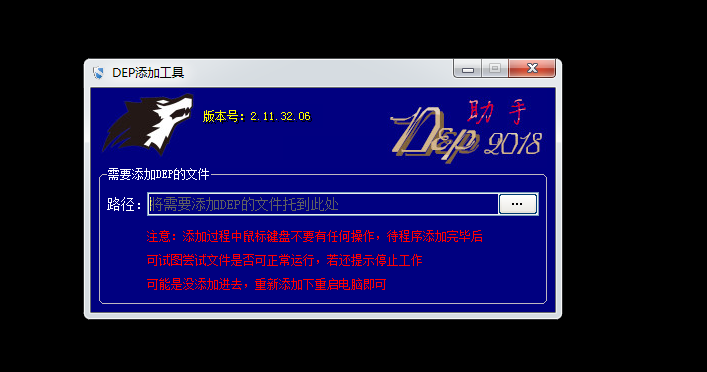 DEP添加工具
版本号：2.11.32.06
助手
Dep 2018
需要添加DEP的文件
路径：将需要添加DEP的文件托到此处 ...
注意：添加过程中鼠标键盘不要有任何操作，待程序添加完毕后
可试图尝试文件是否可正常运行，若还提示停止工作
可能是没添加进去，重新添加下重启电脑即可